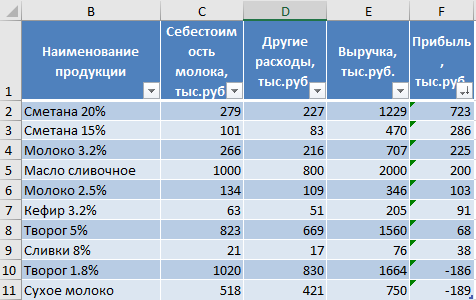 B C D E F
1 Наименование продукции Себестоимость молока, тыс.руб Другие расходы, тыс.руб Выручка, тыс.руб. Прибыль, тыс.руб.
2 Сметана 20% 279 227 1229 723
3 Сметана 15% 101 83 470 286
4 Молоко 3.2% 266 216 707 225
5 Масло сливочное 1000 800 2000 200
6 Молоко 2.5% 134 109 346 103
7 Кефир 3.2% 63 51 205 91
8 Творог 5% 823 669 1560 68
9 Сливки 8% 21 17 76 38
10 Творог 1.8% 1020 830 1664 -186
11 Сухое молоко 518 421 750 -189